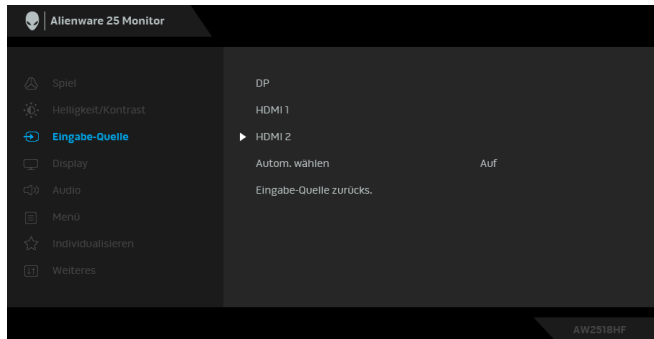 Alienware 25 Monitor
Spiel
Helligkeit/Kontrast
Eingabe-Quelle
Display
Audio
Menü
Individualisieren
Weiteres
DP
HDMI 1
HDMI 2
Autom. wählen Auf
Eingabe-Quelle zurücks.
AW2518HF